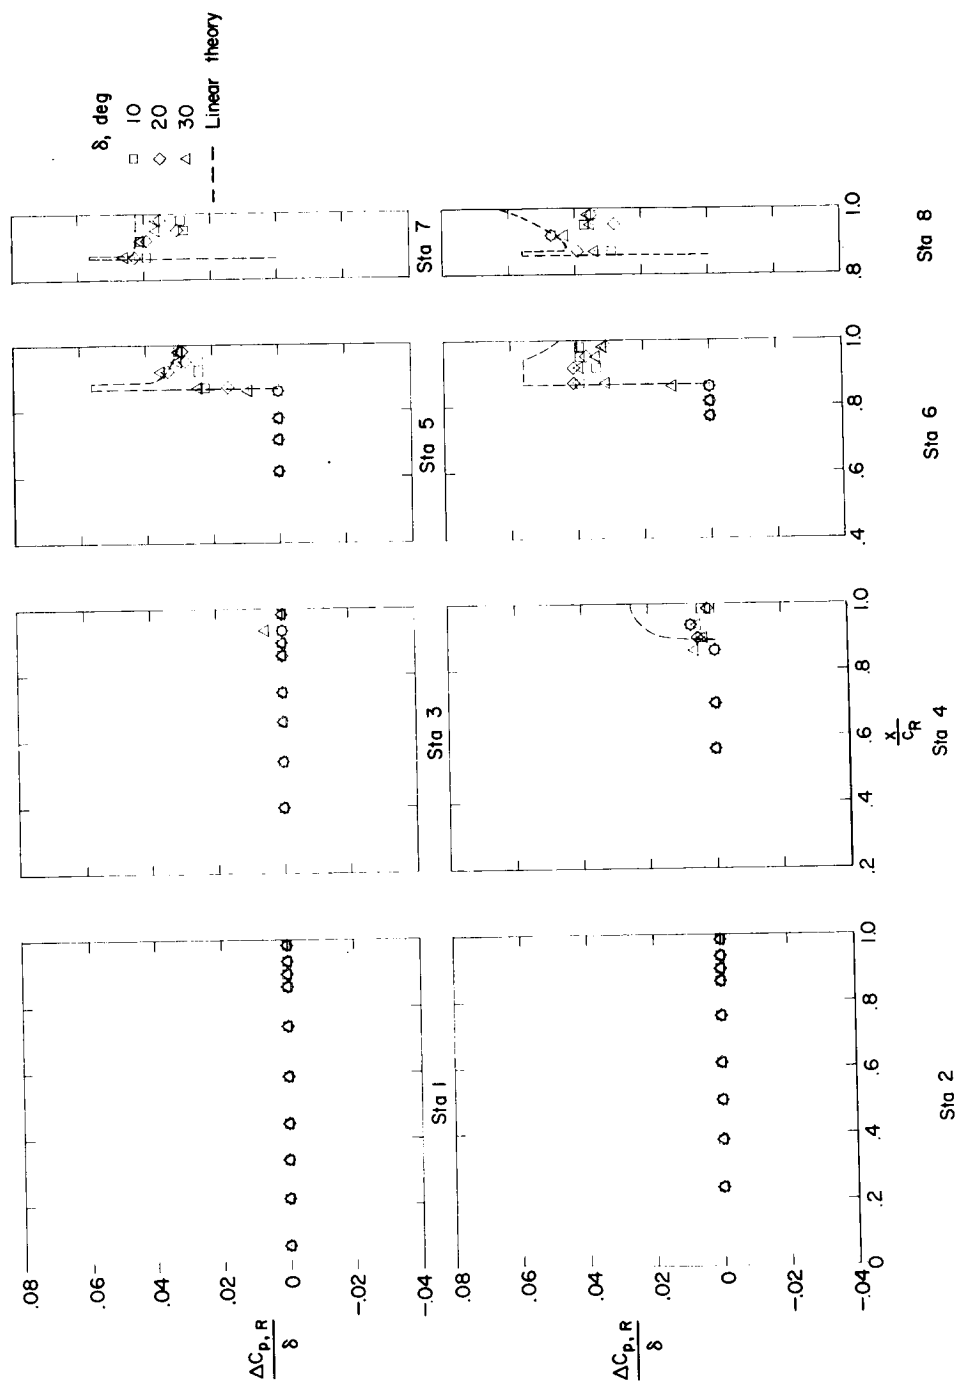 δ, deg
□ 10
◇ 20
△ 30
--- Linear theory
.08
.06
.04
.02
0
-.02
-.04
ΔC_{p,R}/δ
Sta 1
Sta 3
Sta 5
Sta 7
.08
.06
.04
.02
0
-.02
-.04
ΔC_{p,R}/δ
0 .2 .4 .6 .8 1.0
.2 .4 .6 .8 1.0
.4 .6 .8 1.0
.8 1.0
x/c_R
Sta 2
Sta 4
Sta 6
Sta 8